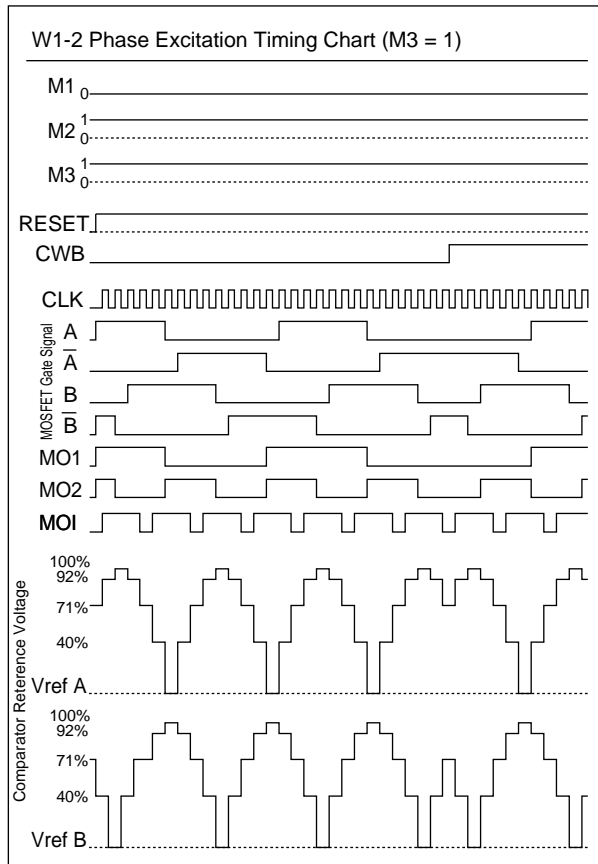 W1-2 Phase Excitation Timing Chart (M3 = 1)
M1 0
M2 1
0
M3 1
0
RESET
CWB
CLK
MOSFET Gate Signal
A
A̅
B
B̅
MO1
MO2
MOI
Comparator Reterence Voltage
100%
92%
71%
40%
Vref A
100%
92%
71%
40%
Vref B